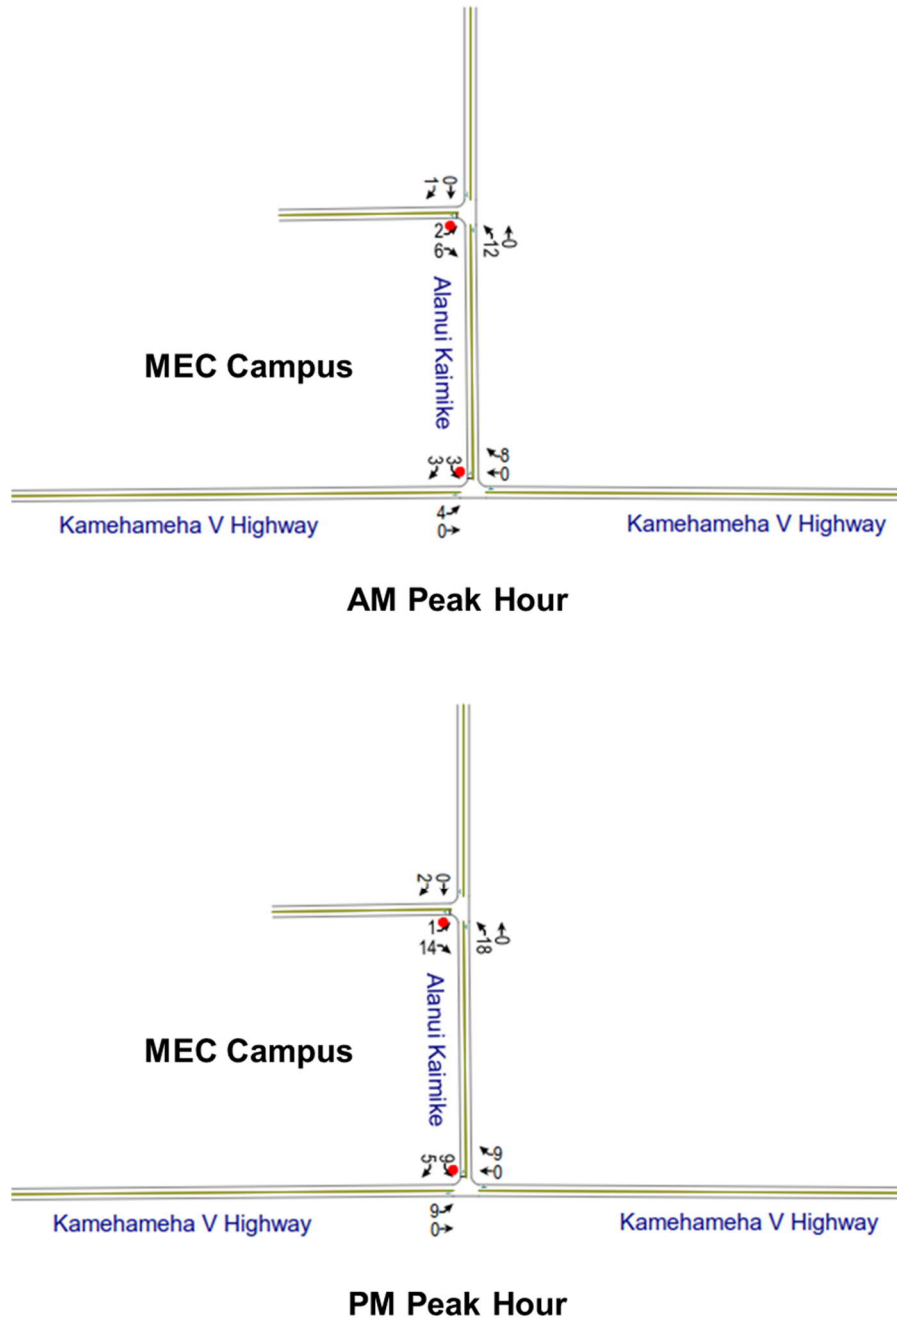 1 0
2
6
12 0
Alanui Kaimike
MEC Campus
3 3
8
0
4
0
Kamehameha V Highway
Kamehameha V Highway
AM Peak Hour
2 0
1
14
18 0
Alanui Kaimike
MEC Campus
5 9
9
0
9
0
Kamehameha V Highway
Kamehameha V Highway
PM Peak Hour